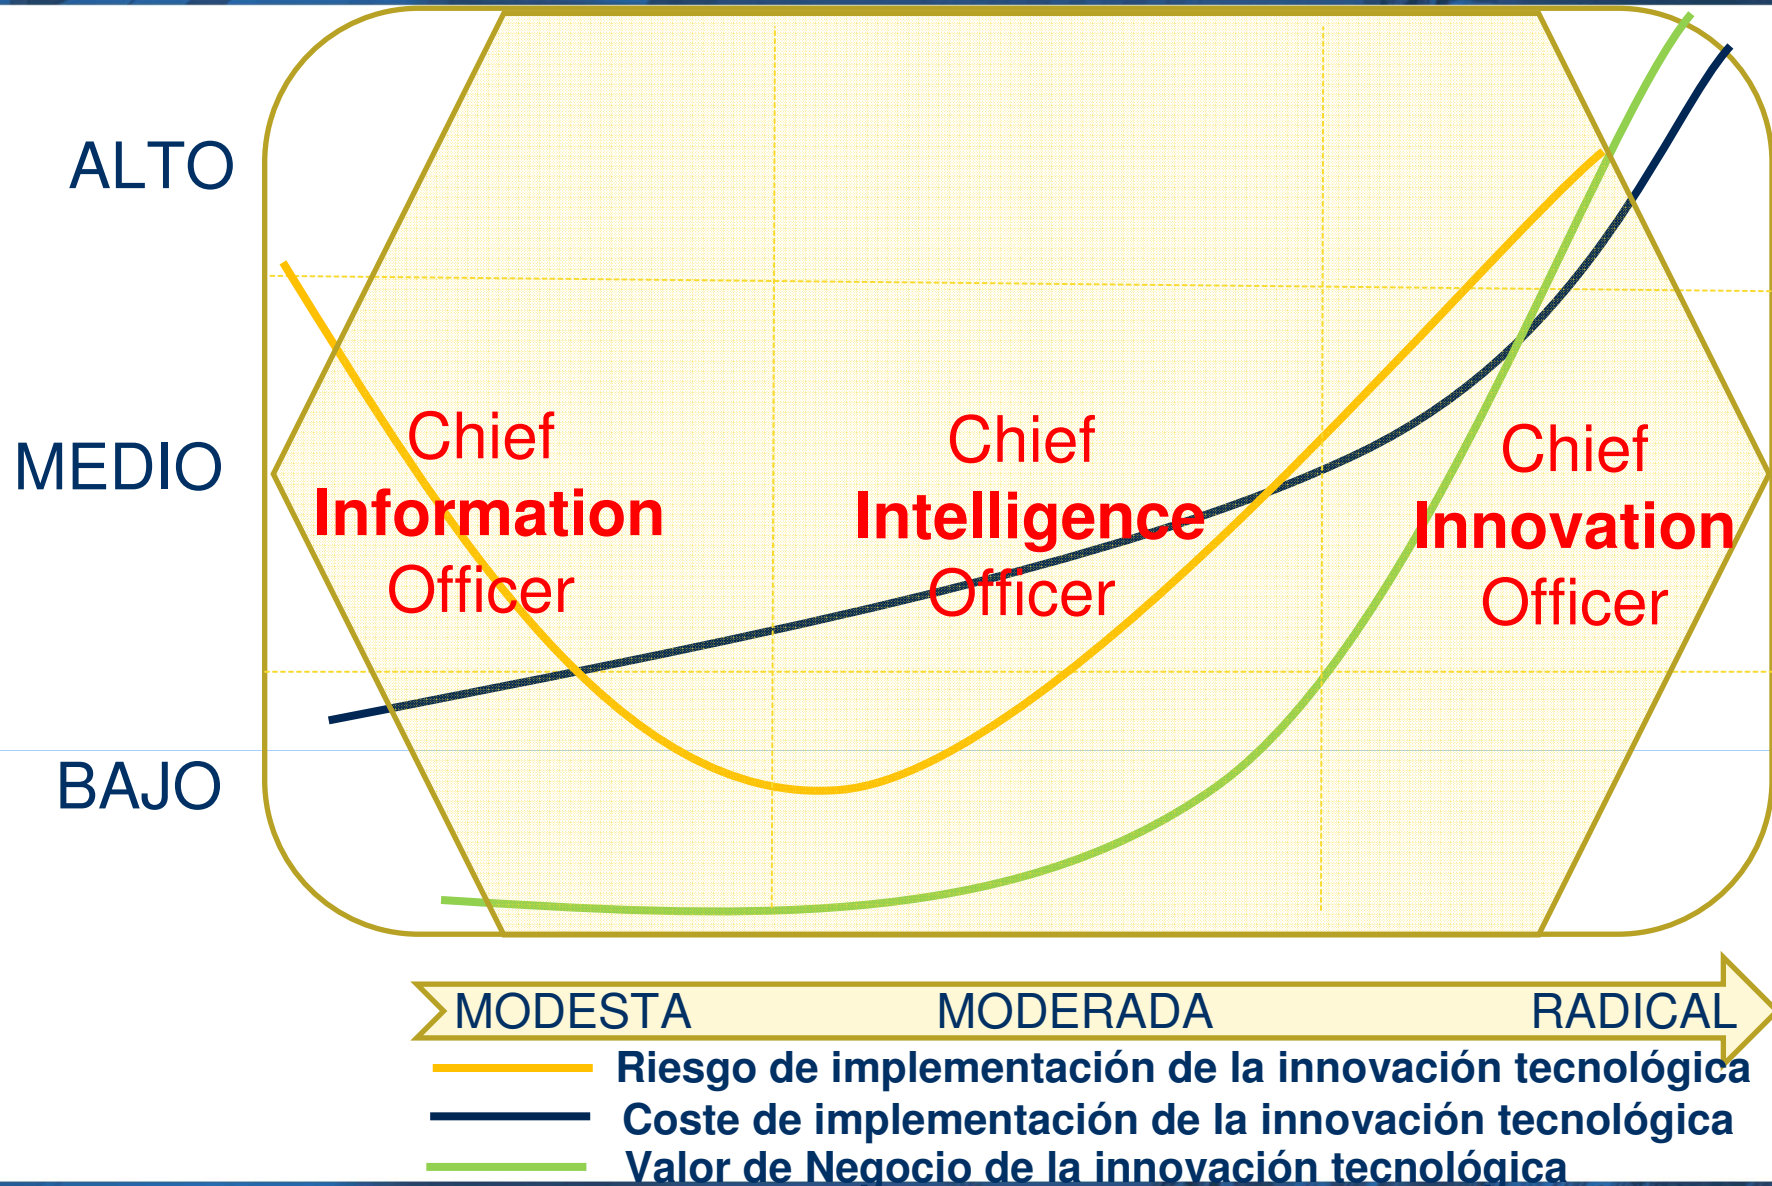 ALTO
MEDIO
BAJO
Chief
Information
Officer
Chief
Intelligence
Officer
Chief
Innovation
Officer
MODESTA MODERADA RADICAL
Riesgo de implementación de la innovación tecnológica
Coste de implementación de la innovación tecnológica
Valor de Negocio de la innovación tecnológica